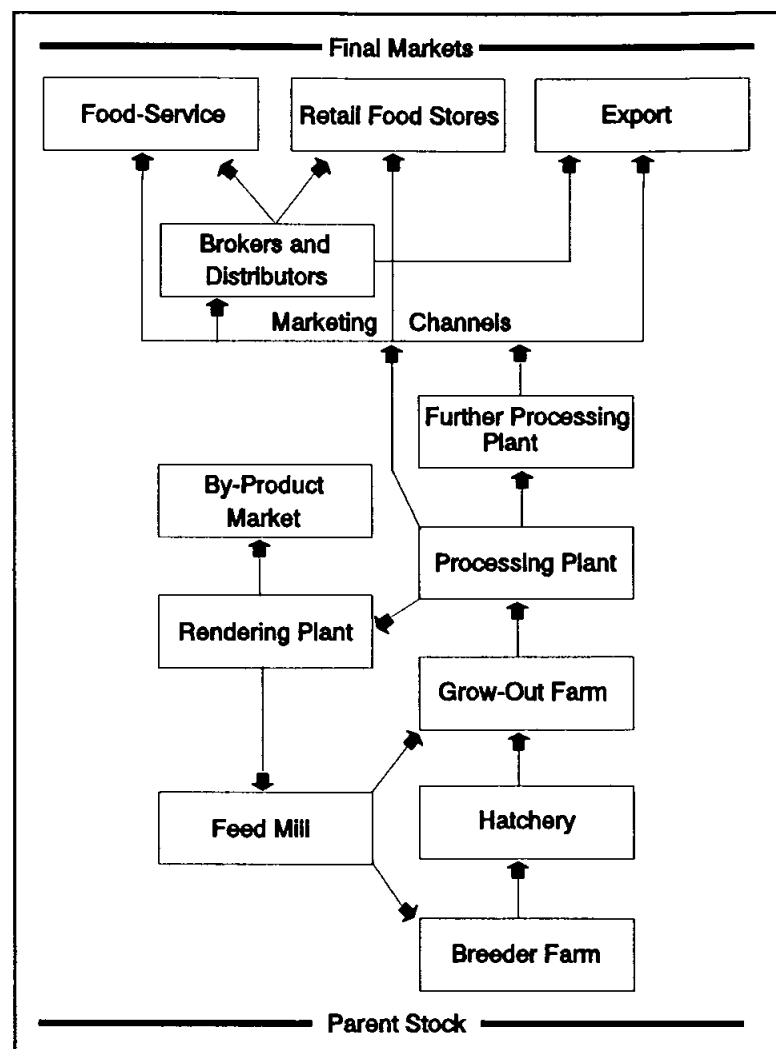 Final Markets
Food-Service
Retail Food Stores
Export
Brokers and
Distributors
Marketing Channels
Further Processing
Plant
By-Product
Market
Processing Plant
Rendering Plant
Grow-Out Farm
Feed Mill
Hatchery
Breeder Farm
Parent Stock